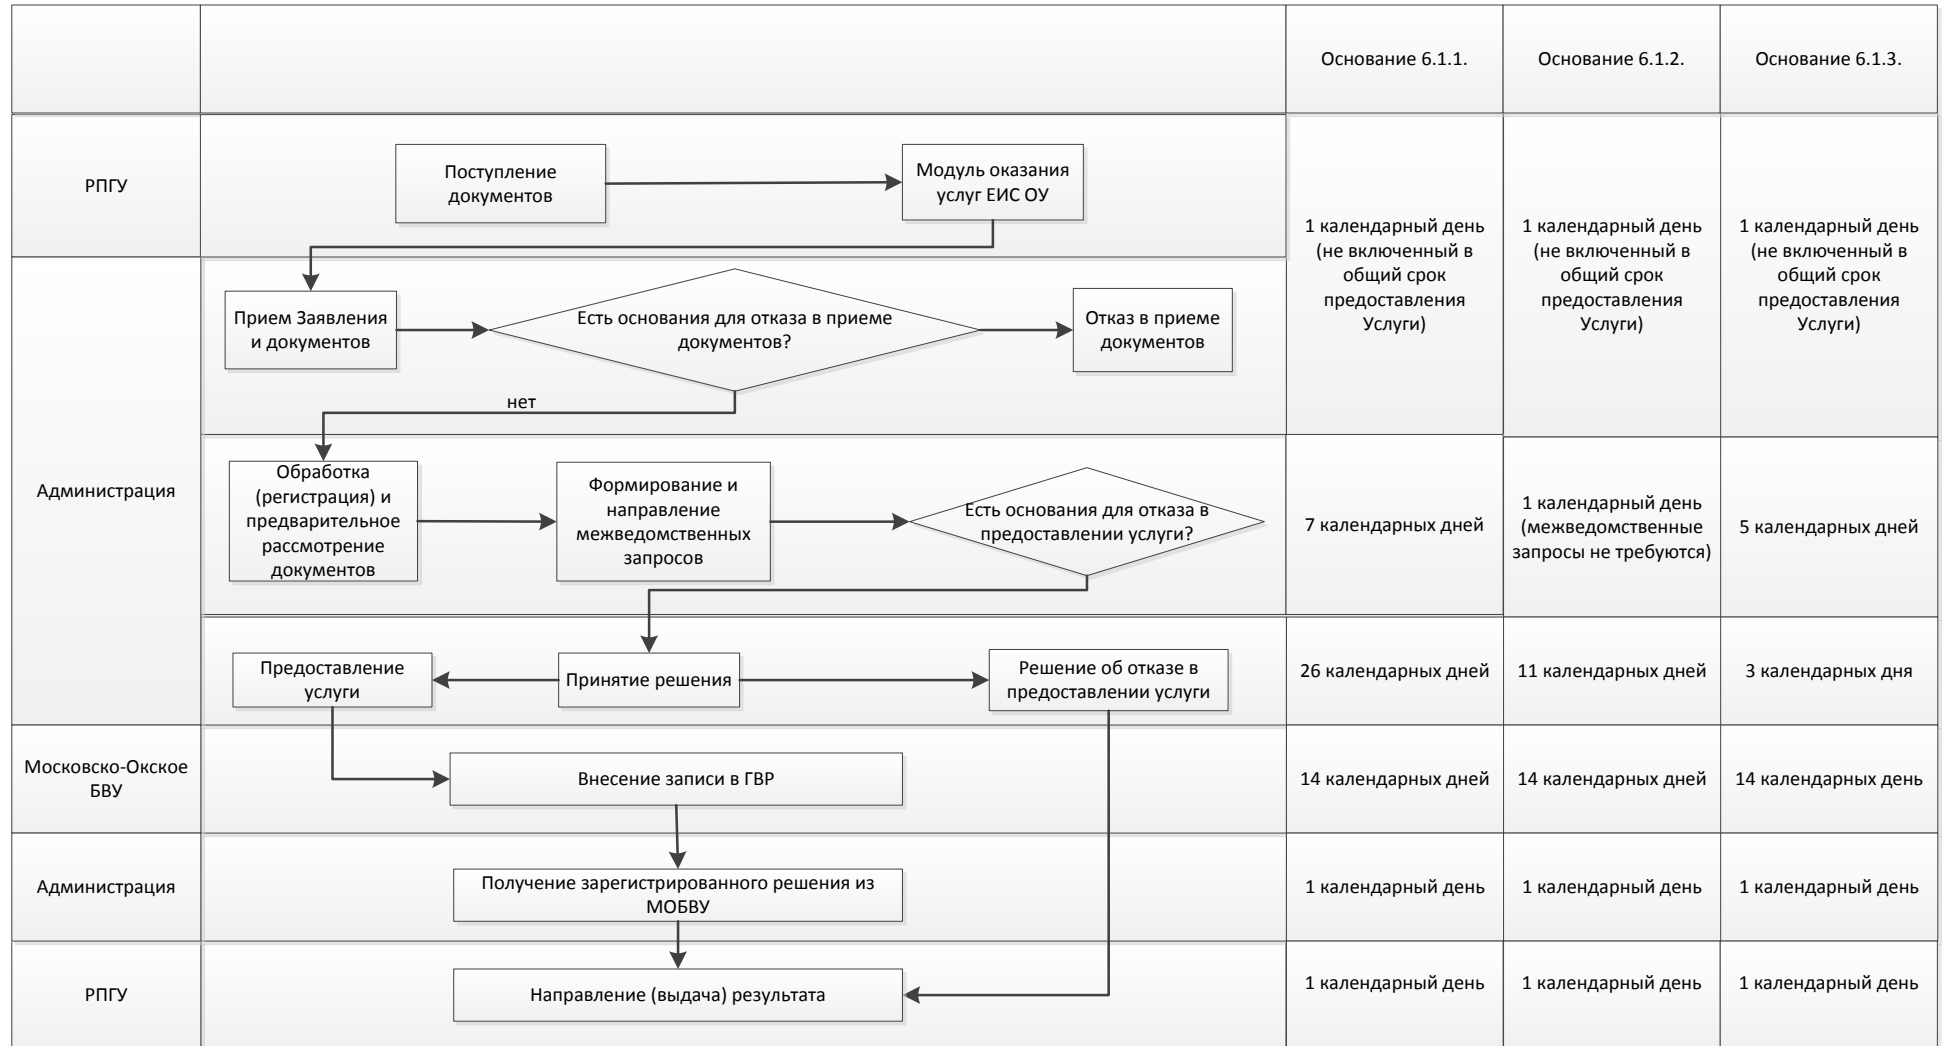 Основание 6.1.1.
Основание 6.1.2.
Основание 6.1.3.
РПГУ
Поступление
документов
Модуль оказания
услуг ЕИС ОУ
1 календарный день
(не включенный в
общий срок
предоставления
Услуги)
1 календарный день
(не включенный в
общий срок
предоставления
Услуги)
1 календарный день
(не включенный в
общий срок
предоставления
Услуги)
Администрация
Прием Заявления
и документов
Есть основания для отказа в приеме
документов?
Отказ в приеме
документов
нет
Обработка
(регистрация) и
предварительное
рассмотрение
документов
Формирование и
направление
межведомственных
запросов
Есть основания для отказа в
предоставлении услуги?
7 календарных дней
1 календарный день
(межведомственные
запросы не требуются)
5 календарных дней
Предоставление
услуги
Принятие решения
Решение об отказе в
предоставлении услуги
26 календарных дней
11 календарных дней
3 календарных дня
Московско-Окское
БВУ
Внесение записи в ГВР
14 календарных дней
14 календарных дней
14 календарных день
Администрация
Получение зарегистрированного решения из
МОБВУ
1 календарный день
1 календарный день
1 календарный день
РПГУ
Направление (выдача) результата
1 календарный день
1 календарный день
1 календарный день